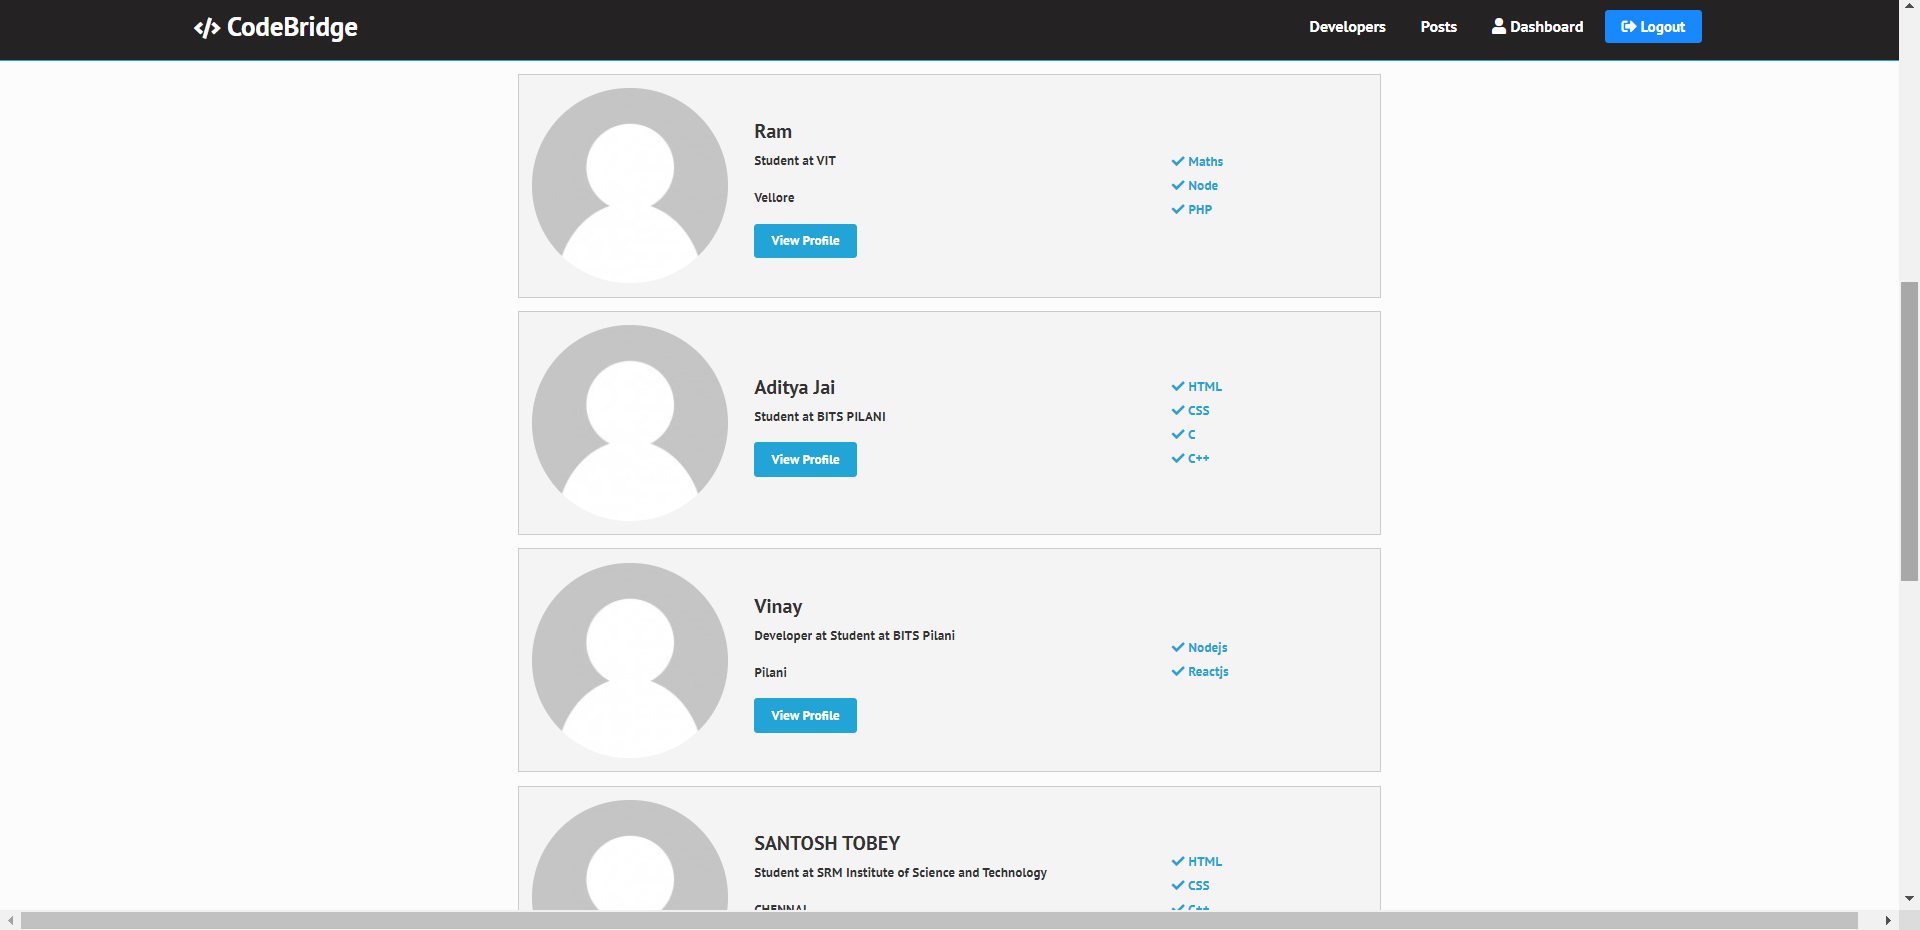 CodeBridge
Developers
Posts
Dashboard
Logout
Ram
Student at VIT
Vellore
View Profile
Maths
Node
PHP
Aditya Jai
Student at BITS PILANI
View Profile
HTML
CSS
C
C++
Vinay
Developer at Student at BITS Pilani
Pilani
View Profile
Nodejs
Reactjs
SANTOSH TOBEY
Student at SRM Institute of Science and Technology
CHENNAI
HTML
CSS
C++